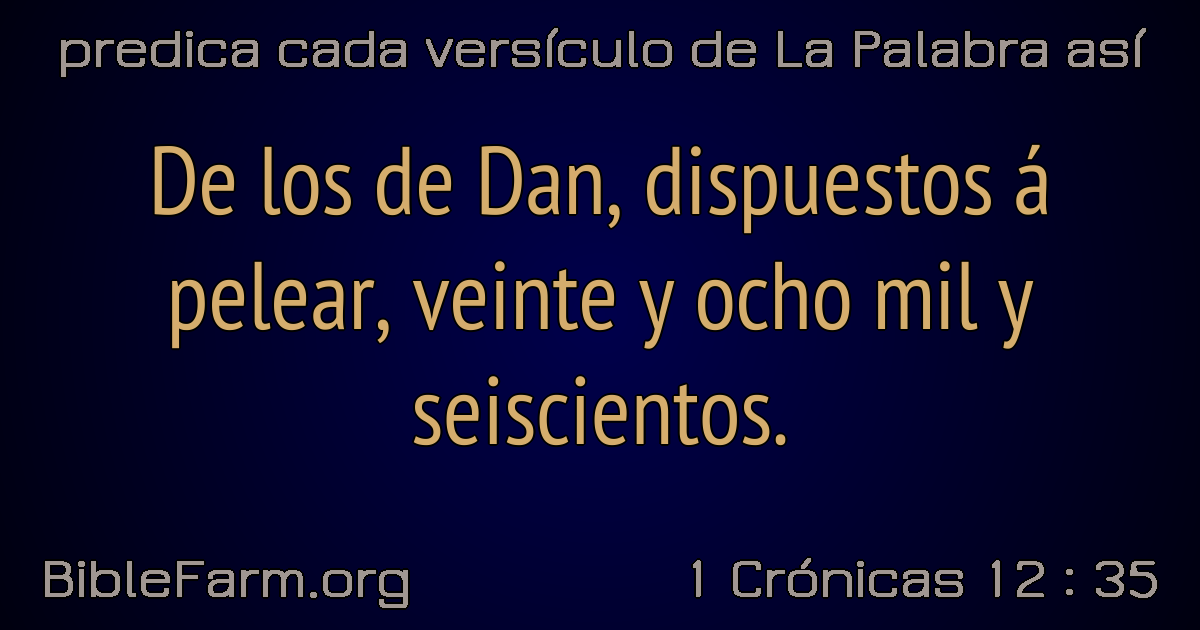 predica cada versículo de La Palabra así
De los de Dan, dispuestos á
pelear, veinte y ocho mil y
seiscientos.
BibleFarm.org
1 Crónicas 12 : 35